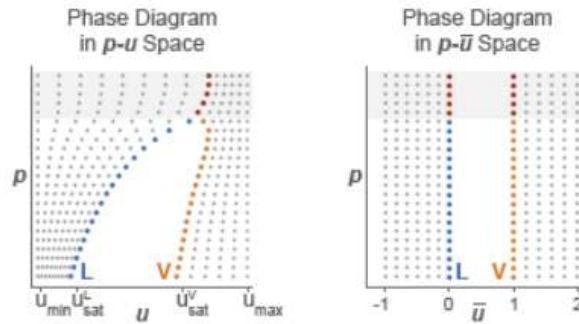 Phase Diagram
in p-u Space
Phase Diagram
in p-ū Space
p
L
V
u_min
u^L_sat
u
u^V_sat
u_max
p
L
V
-1
0
ū
1
2